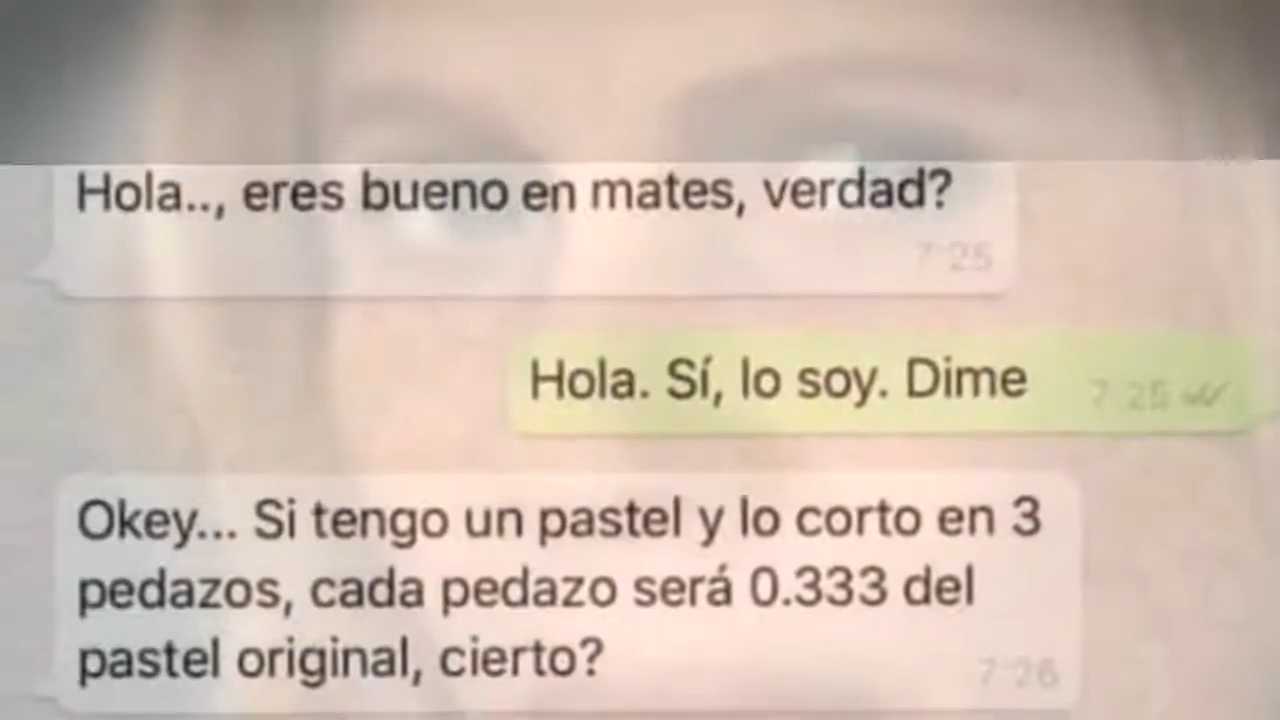 Hola.., eres bueno en mates, verdad?
7:25
Hola. Sí, lo soy. Dime
7:25
Okey... Si tengo un pastel y lo corto en 3
pedazos, cada pedazo será 0.333 del
pastel original, cierto?
7:26